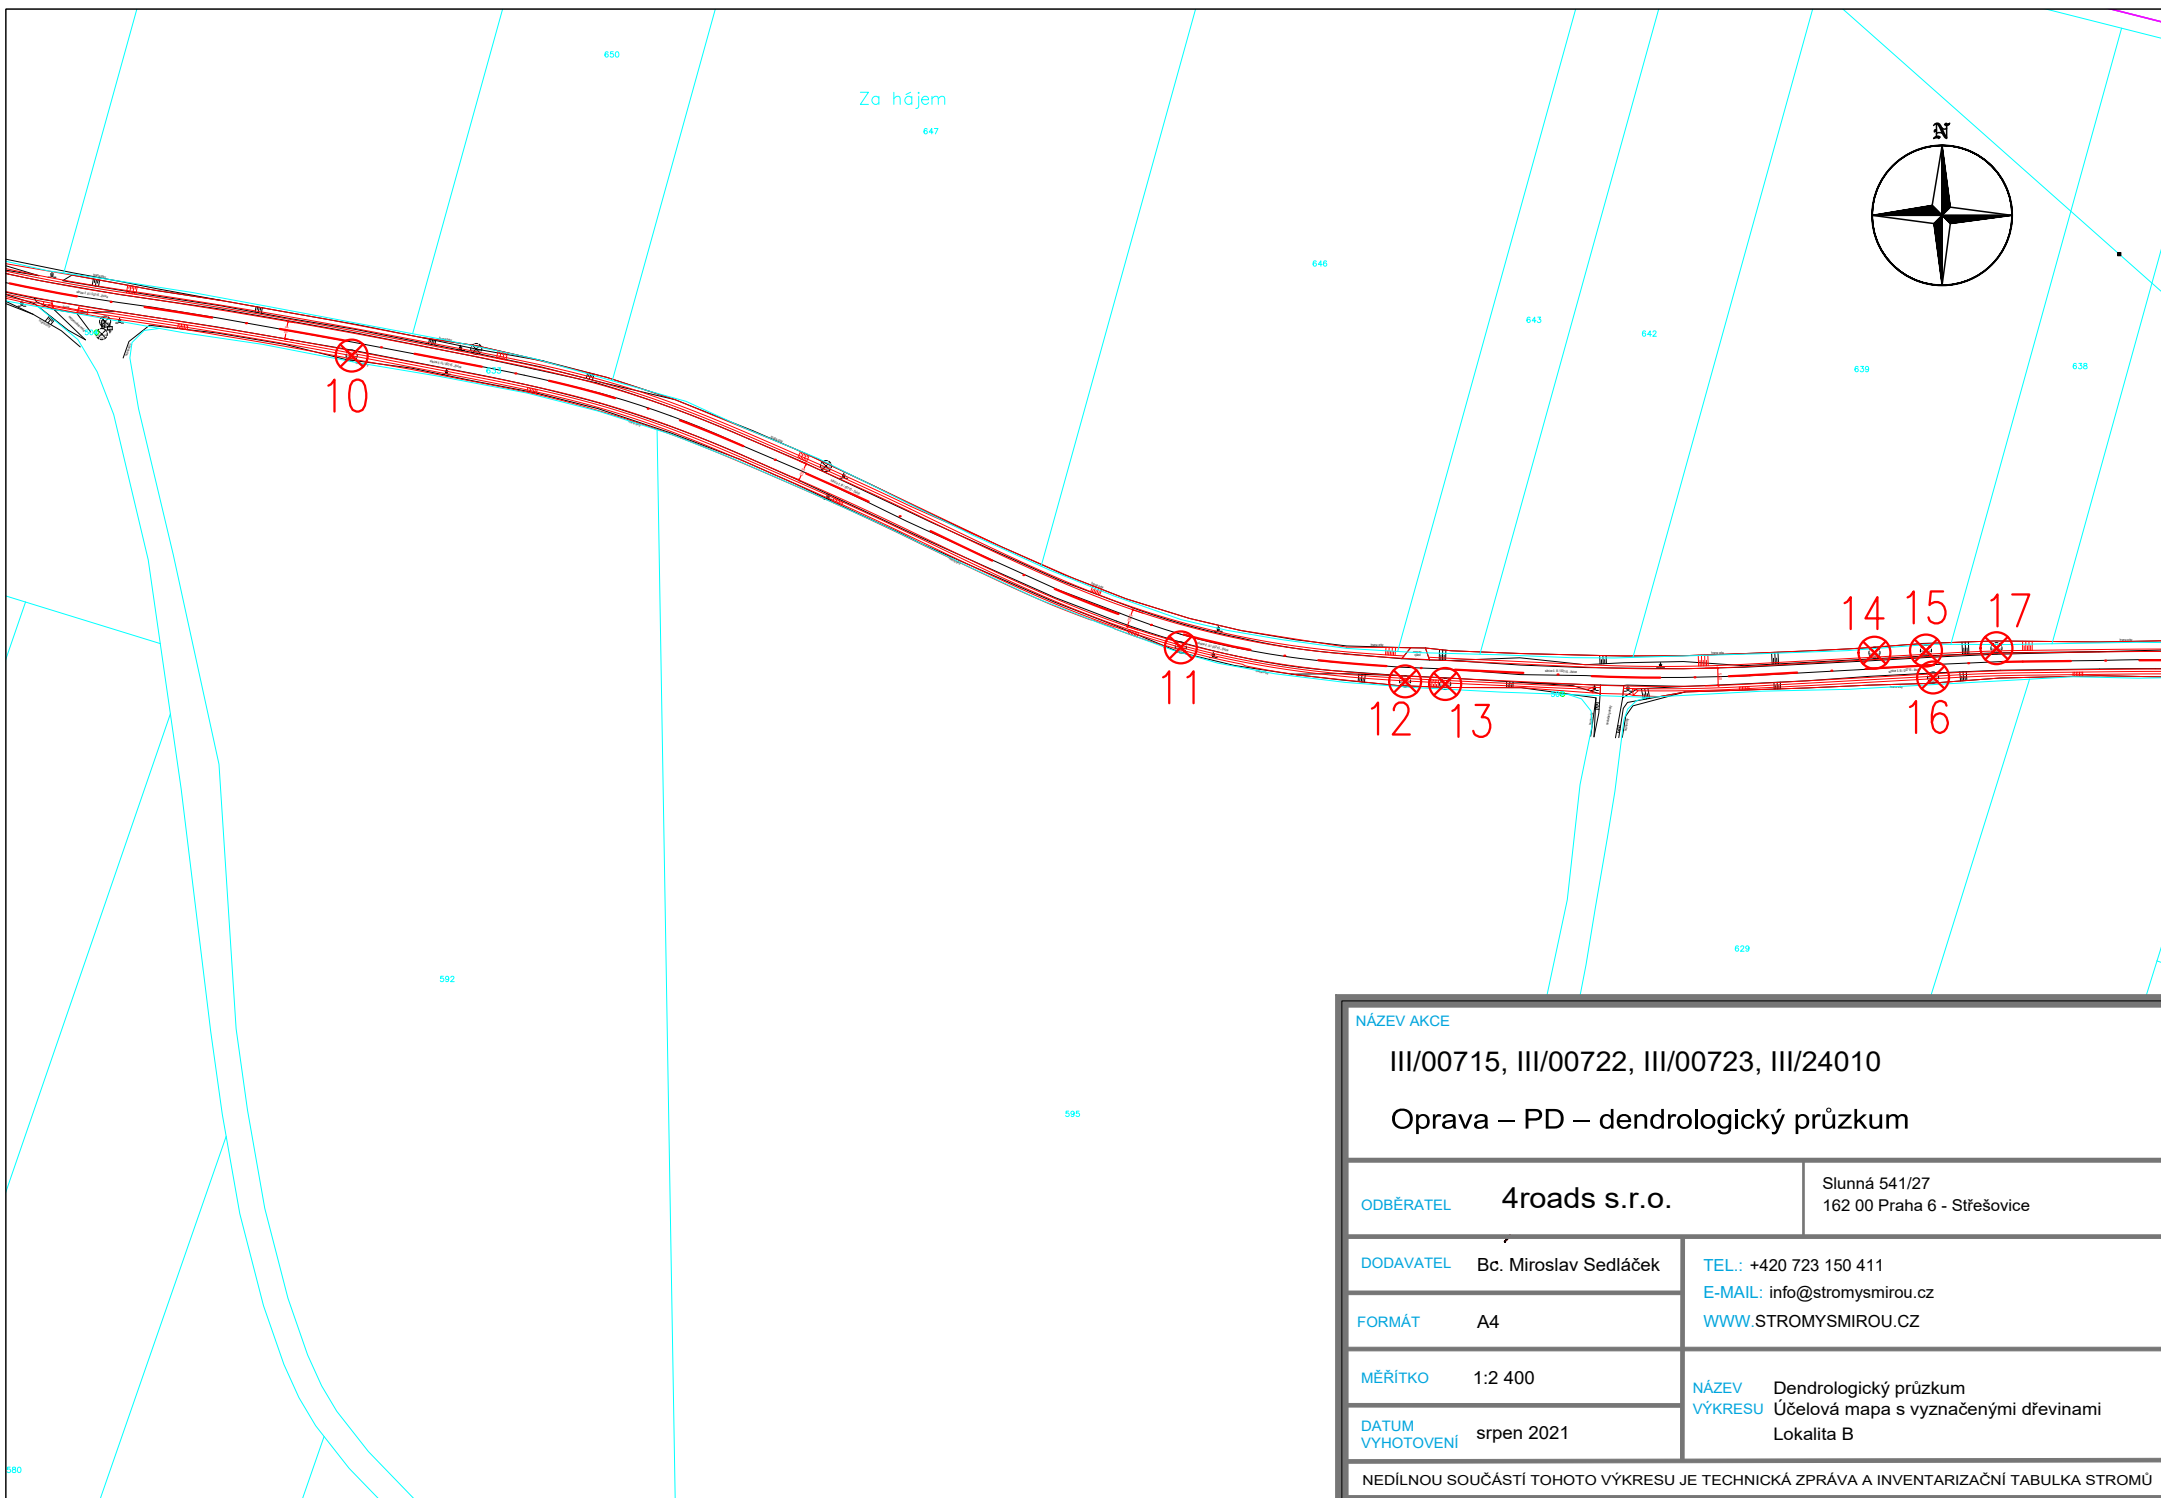 650
Za hájem
647
N
646
643
642
639
638
633
10
11
12
13
14
15
17
16
629
692
595
580
NÁZEV AKCE
III/00715, III/00722, III/00723, III/24010
Oprava – PD – dendrologický průzkum
ODBĚRATEL 4roads s.r.o.
Slunná 541/27
162 00 Praha 6 - Střešovice
DODAVATEL Bc. Miroslav Sedláček
TEL.: +420 723 150 411
E-MAIL: info@stromysmirou.cz
WWW.STROMYSMIROU.CZ
FORMÁT A4
MĚŘÍTKO 1:2 400
DATUM
VYHOTOVENÍ srpen 2021
NÁZEV Dendrologický průzkum
VÝKRESU Účelová mapa s vyznačenými dřevinami
Lokalita B
NEDÍLNOU SOUČÁSTÍ TOHOTO VÝKRESU JE TECHNICKÁ ZPRÁVA A INVENTARIZAČNÍ TABULKA STROMŮ